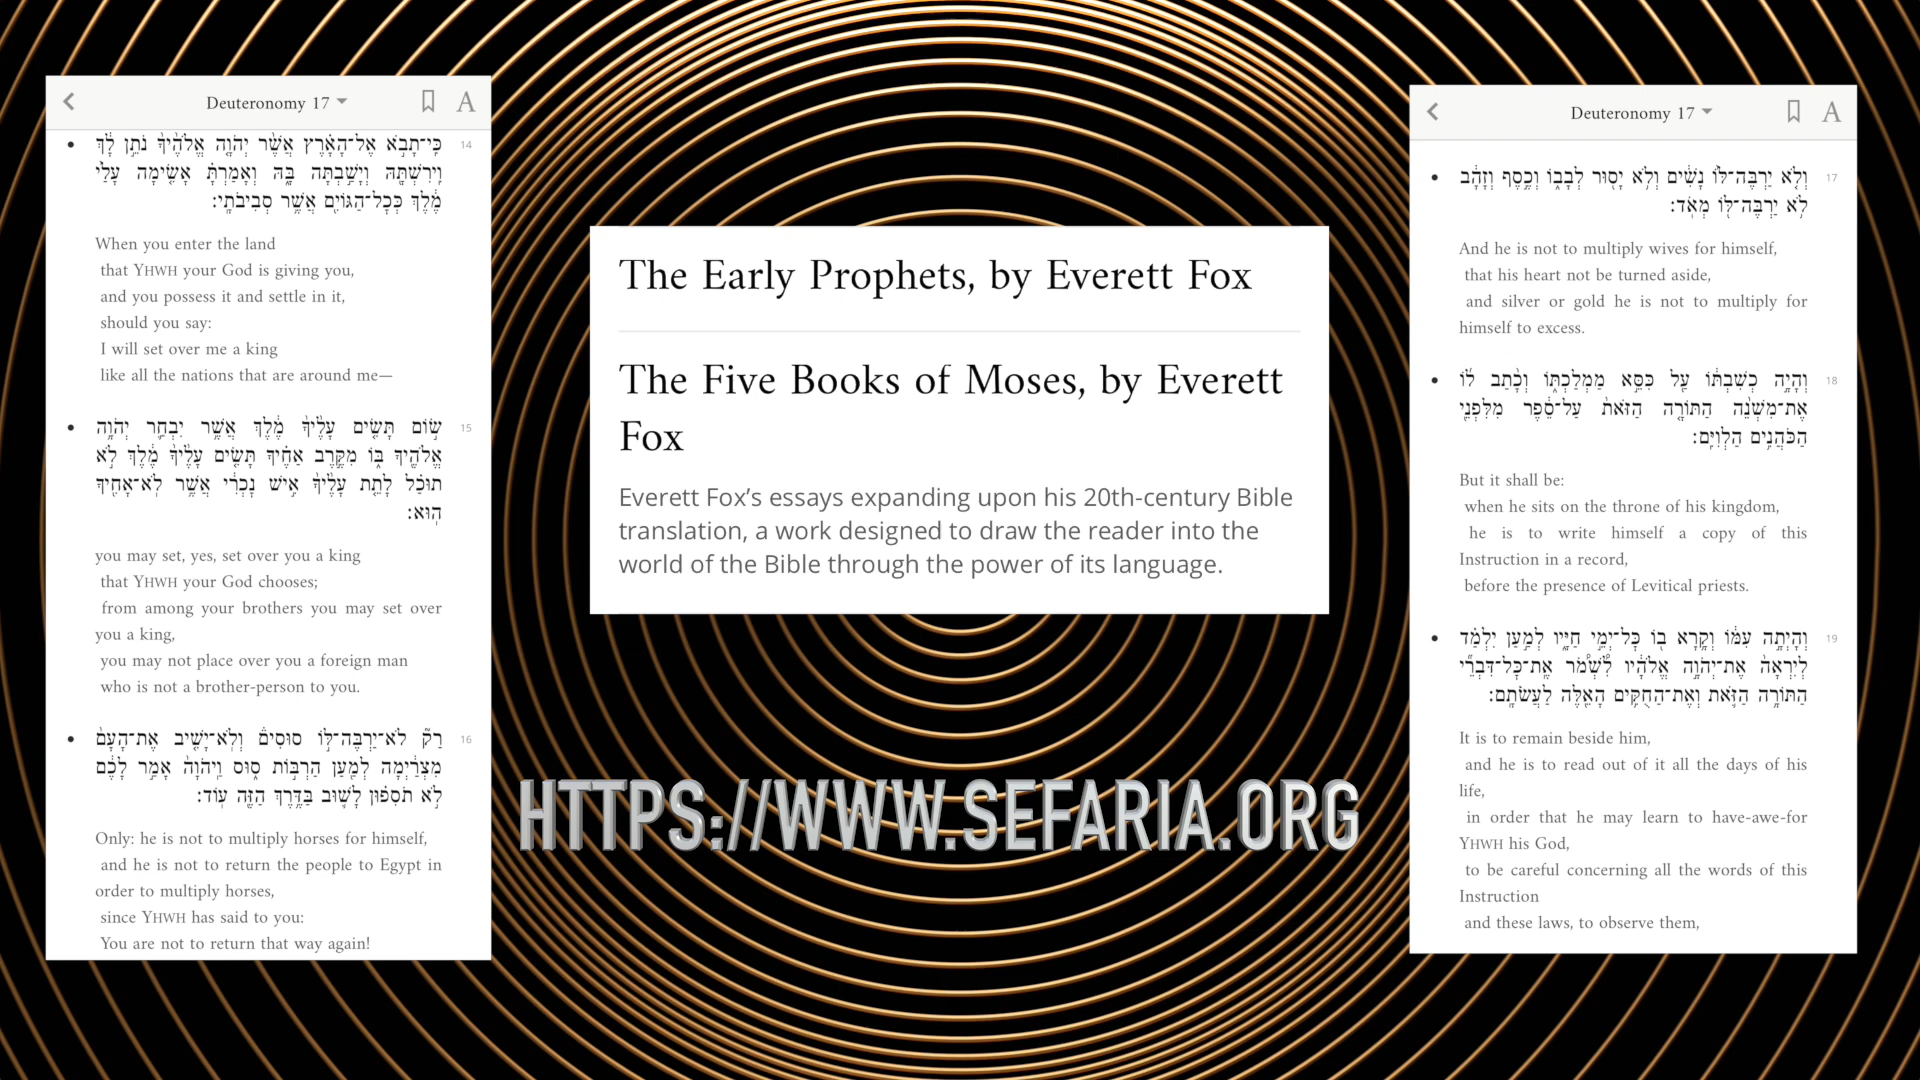 Deuteronomy 17
A
כִּֽי־תָבֹ֣א אֶל־הָאָ֗רֶץ אֲשֶׁ֨ר יְהֹוָ֤ה אֱלֹהֶ֙יךָ֙ נֹתֵ֣ן לָ֔ךְ 14
וִֽירִשְׁתָּ֖הּ וְיָשַׁ֣בְתָּה בָּ֑הּ וְאָמַרְתָּ֗ אָשִׂ֤ימָה עָלַי֙
מֶ֔לֶךְ כְּכׇל־הַגּוֹיִ֖ם אֲשֶׁ֥ר סְבִיבֹתָֽי׃
When you enter the land
that YHWH your God is giving you,
and you possess it and settle in it,
should you say:
I will set over me a king
like all the nations that are around me—
שׂ֣וֹם תָּשִׂ֤ים עָלֶ֙יךָ֙ מֶ֔לֶךְ אֲשֶׁ֥ר יִבְחַ֛ר יְהֹוָ֥ה 15
אֱלֹהֶ֖יךָ בּ֑וֹ מִקֶּ֣רֶב אַחֶ֗יךָ תָּשִׂ֤ים עָלֶ֙יךָ֙ מֶ֔לֶךְ לֹ֣א
תוּכַ֗ל לָתֵ֤ת עָלֶ֙יךָ֙ אִ֣ישׁ נׇכְרִ֔י אֲשֶׁ֥ר לֹֽא־אָחִ֖יךָ
הֽוּא׃
you may set, yes, set over you a king
that YHWH your God chooses;
from among your brothers you may set over
you a king,
you may not place over you a foreign man
who is not a brother-person to you.
רַק֮ לֹא־יַרְבֶּה־לּ֣וֹ סוּסִים֒ וְלֹֽא־יָשִׁ֤יב אֶת־הָעָם֙ 16
מִצְרַ֔יְמָה לְמַ֖עַן הַרְבּ֣וֹת ס֑וּס וַֽיהֹוָה֙ אָמַ֣ר לָכֶ֔ם
לֹ֣א תֹסִפ֗וּן לָשׁ֛וּב בַּדֶּ֥רֶךְ הַזֶּ֖ה עֽוֹד׃
Only: he is not to multiply horses for himself,
and he is not to return the people to Egypt in
order to multiply horses,
since YHWH has said to you:
You are not to return that way again!
The Early Prophets, by Everett Fox
The Five Books of Moses, by Everett
Fox
Everett Fox’s essays expanding upon his 20th-century Bible
translation, a work designed to draw the reader into the
world of the Bible through the power of its language.
HTTPS://WWW.SEFARIA.ORG
Deuteronomy 17
A
וְלֹ֤א יַרְבֶּה־לּוֹ֙ נָשִׁ֔ים וְלֹ֥א יָס֖וּר לְבָב֑וֹ וְכֶ֣סֶף וְזָהָ֔ב 17
לֹ֥א יַרְבֶּה־לּ֖וֹ מְאֹֽד׃
And he is not to multiply wives for himself,
that his heart not be turned aside,
and silver or gold he is not to multiply for
himself to excess.
וְהָיָ֣ה כְשִׁבְתּ֔וֹ עַ֖ל כִּסֵּ֣א מַמְלַכְתּ֑וֹ וְכָ֨תַב ל֜וֹ 18
אֶת־מִשְׁנֵ֨ה הַתּוֹרָ֤ה הַזֹּאת֙ עַל־סֵ֔פֶר מִלִּפְנֵ֖י
הַכֹּהֲנִ֥ים הַלְוִיִּֽם׃
But it shall be:
when he sits on the throne of his kingdom,
he is to write himself a copy of this
Instruction in a record,
before the presence of Levitical priests.
וְהָיְתָ֣ה עִמּ֔וֹ וְקָ֥רָא ב֖וֹ כׇּל־יְמֵ֣י חַיָּ֑יו לְמַ֣עַן יִלְמַ֗ד 19
לְיִרְאָה֙ אֶת־יְהֹוָ֣ה אֱלֹהָ֔יו לִ֠שְׁמֹ֠ר אֶֽת־כׇּל־דִּבְרֵ֞י
הַתּוֹרָ֥ה הַזֹּ֛את וְאֶת־הַחֻקִּ֥ים הָאֵ֖לֶּה לַעֲשֹׂתָֽם׃
It is to remain beside him,
and he is to read out of it all the days of his
life,
in order that he may learn to have-awe-for
YHWH his God,
to be careful concerning all the words of this
Instruction
and these laws, to observe them,